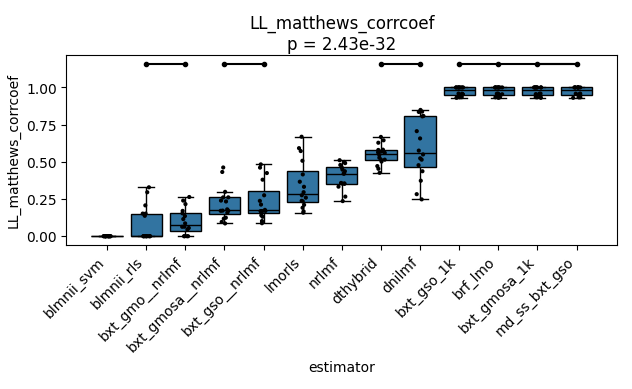 LL_matthews_corrcoef
p = 2.43e-32
LL_matthews_corrcoef
1.00
0.75
0.50
0.25
0.00
blmnii_svm
blmnii_rls
bxt_gmo__nrlmf
bxt_gmosa__nrlmf
bxt_gso__nrlmf
lmorls
nrlmf
dthybrid
dnilmf
bxt_gso_1k
brf_lmo
bxt_gmosa_1k
md_ss_bxt_gso
estimator